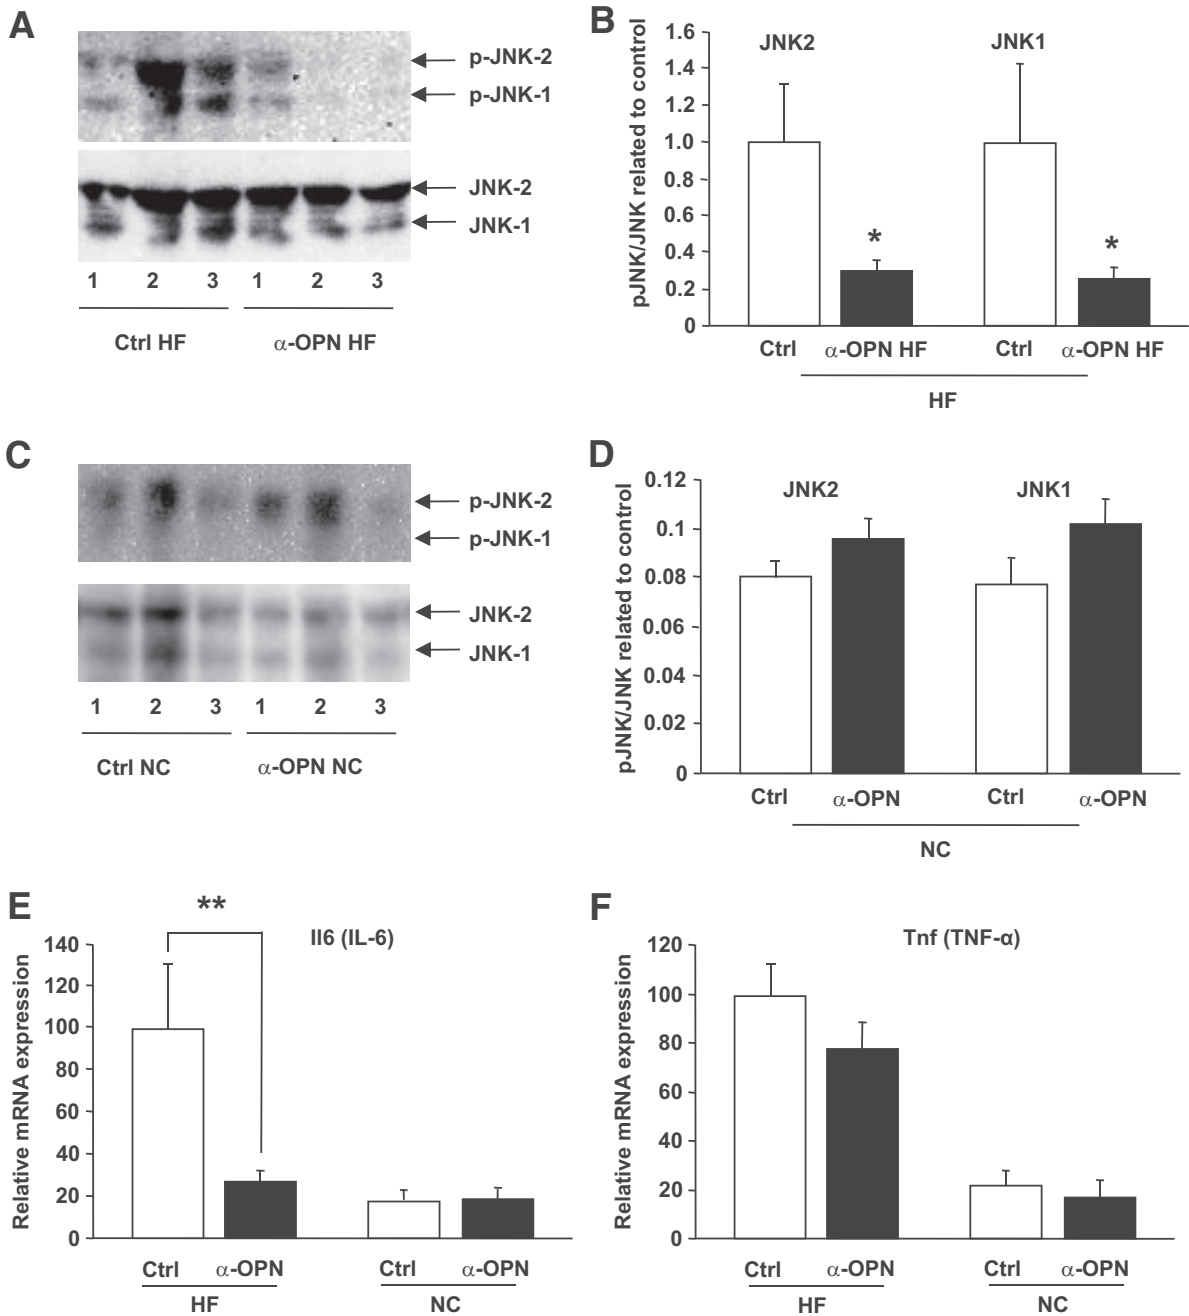 A
p-JNK-2
p-JNK-1
JNK-2
JNK-1
1 2 3 1 2 3
Ctrl HF α-OPN HF
B
pJNK/JNK related to control
1.6
1.4
1.2
1.0
0.8
0.6
0.4
0.2
0
JNK2 JNK1
* *
Ctrl α-OPN HF Ctrl α-OPN HF
HF
C
p-JNK-2
p-JNK-1
JNK-2
JNK-1
1 2 3 1 2 3
Ctrl NC α-OPN NC
D
pJNK/JNK related to control
0.12
0.1
0.08
0.06
0.04
0.02
0
JNK2 JNK1
Ctrl α-OPN Ctrl α-OPN
NC
E
**
Il6 (IL-6)
Relative mRNA expression
140
120
100
80
60
40
20
0
Ctrl α-OPN Ctrl α-OPN
HF NC
F
Tnf (TNF-α)
Relative mRNA expression
120
100
80
60
40
20
0
Ctrl α-OPN Ctrl α-OPN
HF NC